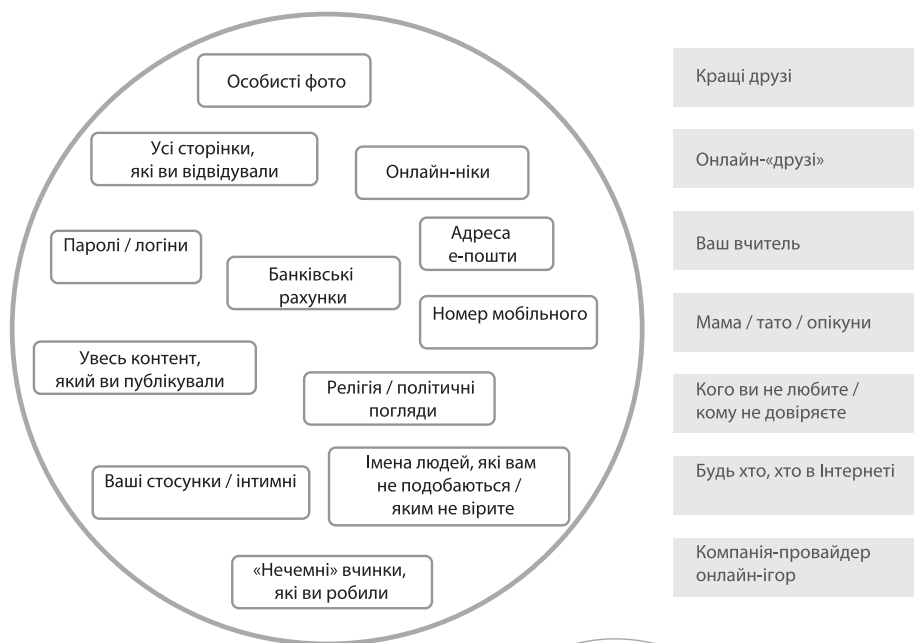 Особисті фото
Усі сторінки,
які ви відвідували
Онлайн-ніки
Паролі / логіни
Адреса
е-пошти
Банківські
рахунки
Номер мобільного
Увесь контент,
який ви публікували
Релігія / політичні
погляди
Ваші стосунки / інтимні
Імена людей, які вам
не подобаються /
яким не вірите
«Нечемні» вчинки,
які ви робили
Кращі друзі
Онлайн-«друзі»
Ваш вчитель
Мама / тато / опікуни
Кого ви не любите /
кому не довіряєте
Будь хто, хто в Інтернеті
Компанія-провайдер
онлайн-ігор